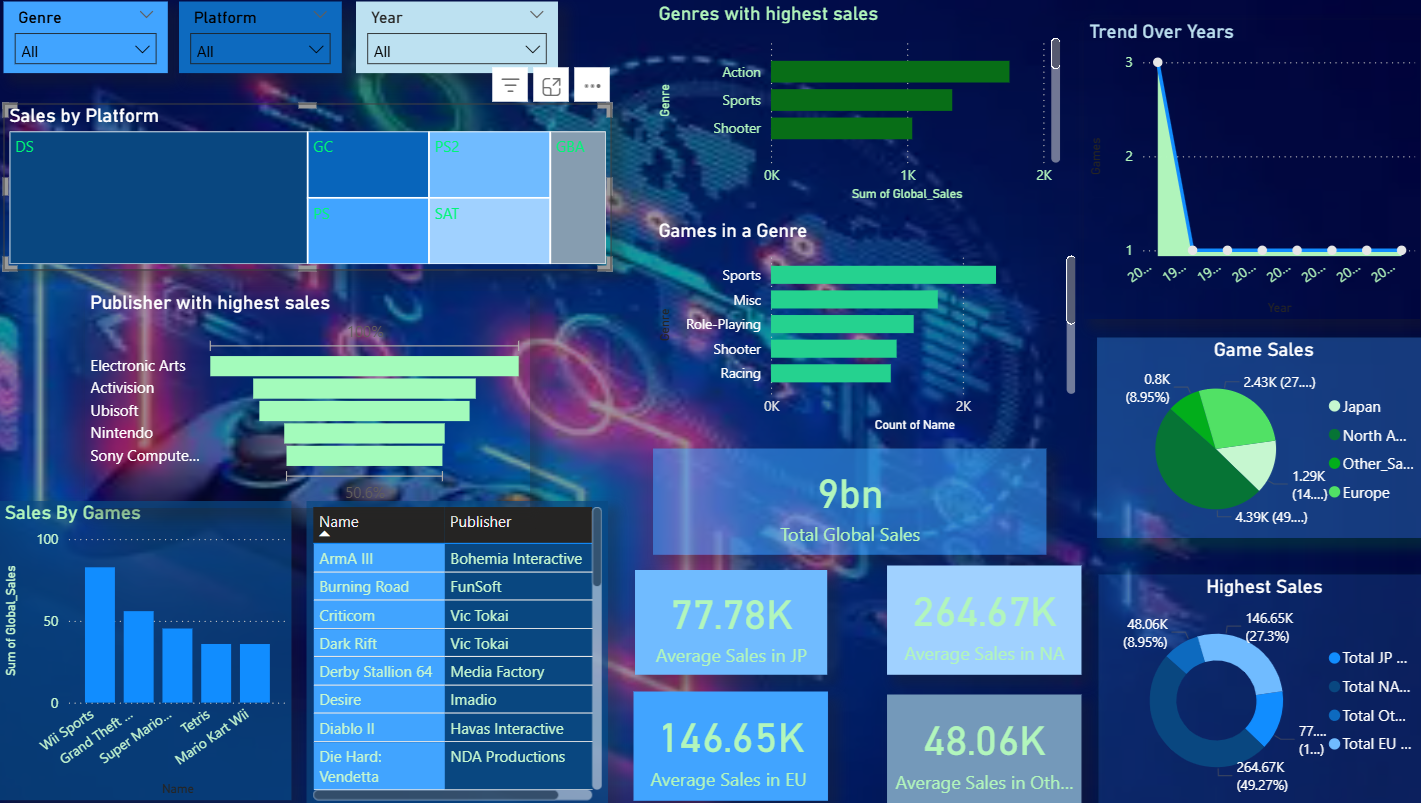 Genre
All
Platform
All
Year
All
Sales by Platform
DS
GC
PS2
GBA
PS
SAT
Publisher with highest sales
100%
Electronic Arts
Activision
Ubisoft
Nintendo
Sony Compute...
50.6%
Sales By Games
Sum of Global_Sales
100
50
0
Wii Sports
Grand Theft ...
Super Mario...
Tetris
Mario Kart Wii
Name
Name
Publisher
ArmA III
Bohemia Interactive
Burning Road
FunSoft
Criticom
Vic Tokai
Dark Rift
Vic Tokai
Derby Stallion 64
Media Factory
Desire
Imadio
Diablo II
Havas Interactive
Die Hard:
Vendetta
NDA Productions
Genres with highest sales
Genre
Action
Sports
Shooter
0K
1K
2K
Sum of Global_Sales
Games in a Genre
Genre
Sports
Misc
Role-Playing
Shooter
Racing
0K
2K
Count of Name
9bn
Total Global Sales
77.78K
Average Sales in JP
264.67K
Average Sales in NA
146.65K
Average Sales in EU
48.06K
Average Sales in Oth...
Trend Over Years
Games
3
2
1
20...
19...
19...
20...
20...
20...
20...
20...
Year
Game Sales
0.8K
(8.95%)
2.43K (27....)
1.29K
(14....)
4.39K (49....)
Japan
North A...
Other_Sa...
Europe
Highest Sales
48.06K
(8.95%)
146.65K
(27.3%)
77....
(1...)
264.67K
(49.27%)
Total JP ...
Total NA...
Total Ot...
Total EU ...